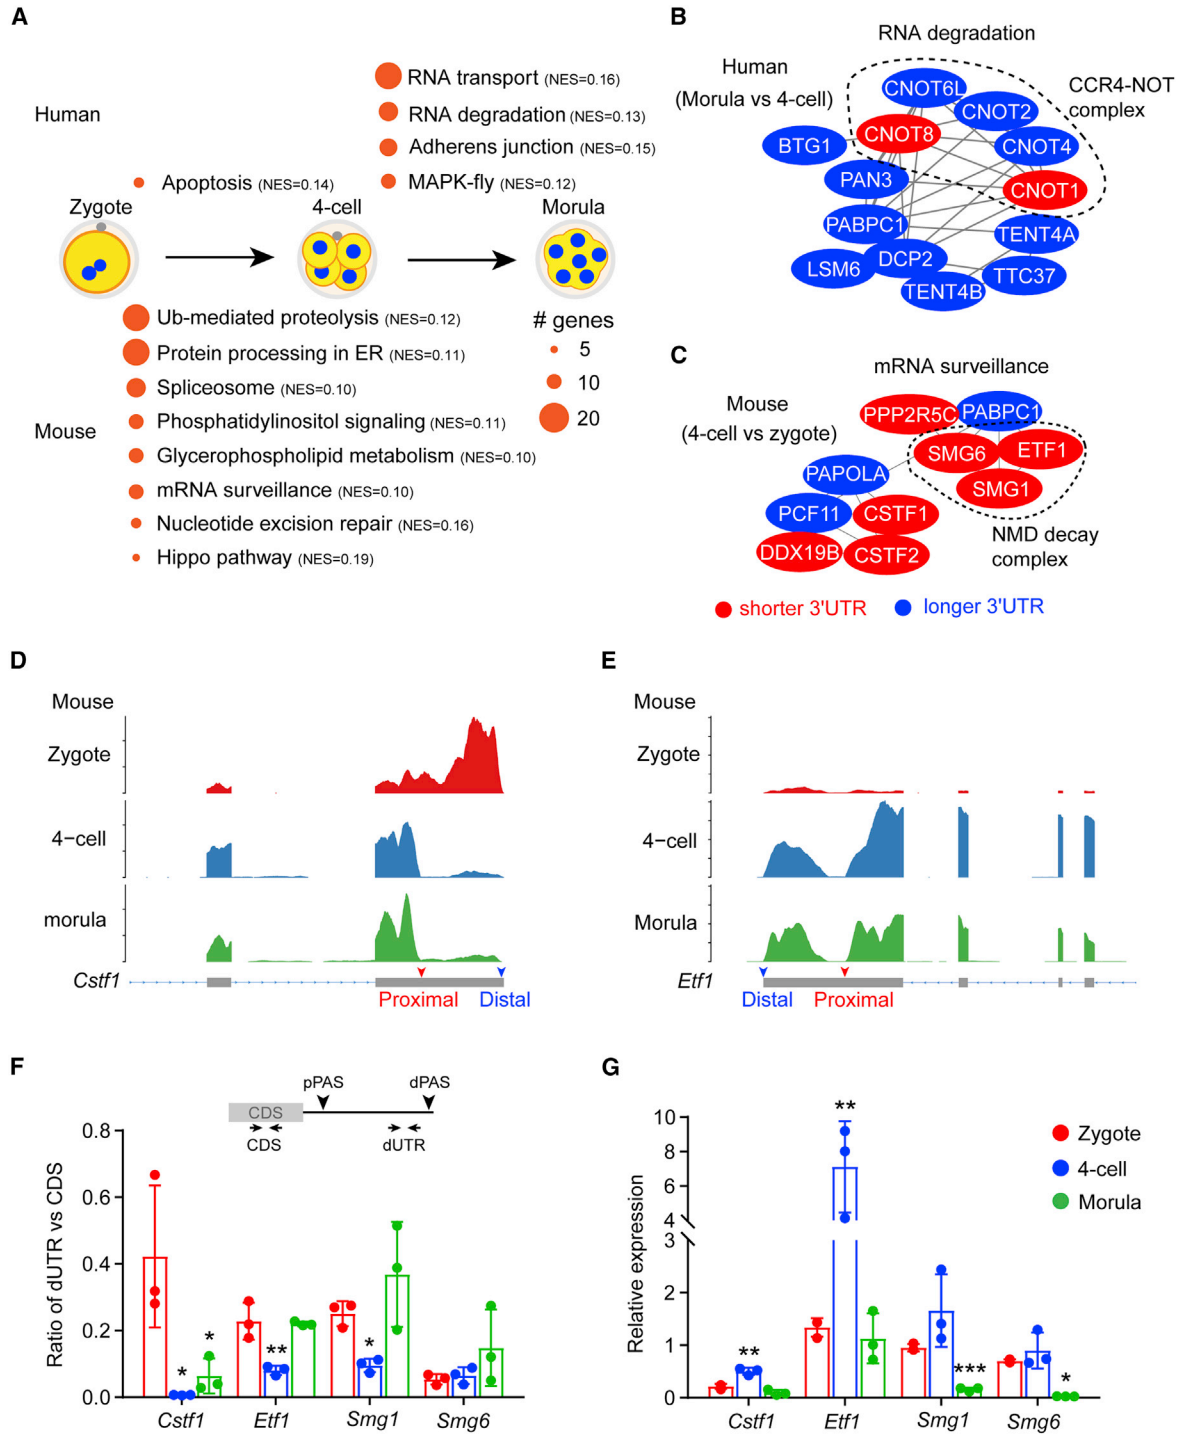 A
Human
RNA transport (NES=0.16)
RNA degradation (NES=0.13)
Adherens junction (NES=0.15)
MAPK-fly (NES=0.12)
Apoptosis (NES=0.14)
Zygote
4-cell
Morula
Mouse
Ub-mediated proteolysis (NES=0.12)
Protein processing in ER (NES=0.11)
Spliceosome (NES=0.10)
Phosphatidylinositol signaling (NES=0.11)
Glycerophospholipid metabolism (NES=0.10)
mRNA surveillance (NES=0.10)
Nucleotide excision repair (NES=0.16)
Hippo pathway (NES=0.19)
# genes
5
10
20
B
RNA degradation
Human
(Morula vs 4-cell)
CCR4-NOT
complex
CNOT6L
CNOT2
CNOT8
CNOT4
BTG1
PAN3
CNOT1
PABPC1
TENT4A
DCP2
LSM6
TTC37
TENT4B
C
mRNA surveillance
Mouse
(4-cell vs zygote)
PPP2R5C
PABPC1
SMG6
ETF1
PAPOLA
SMG1
PCF11
CSTF1
DDX19B
CSTF2
NMD decay
complex
shorter 3'UTR
longer 3'UTR
D
Mouse
Zygote
4−cell
morula
Cstf1
Proximal
Distal
E
Mouse
Zygote
4−cell
Morula
Etf1
Distal
Proximal
F
pPAS
dPAS
CDS
CDS
dUTR
Ratio of dUTR vs CDS
0.8
0.6
0.4
0.2
0.0
*
*
**
*
Cstf1
Etf1
Smg1
Smg6
G
Relative expression
10
8
6
4
3
2
1
0
**
**
***
*
Cstf1
Etf1
Smg1
Smg6
Zygote
4-cell
Morula